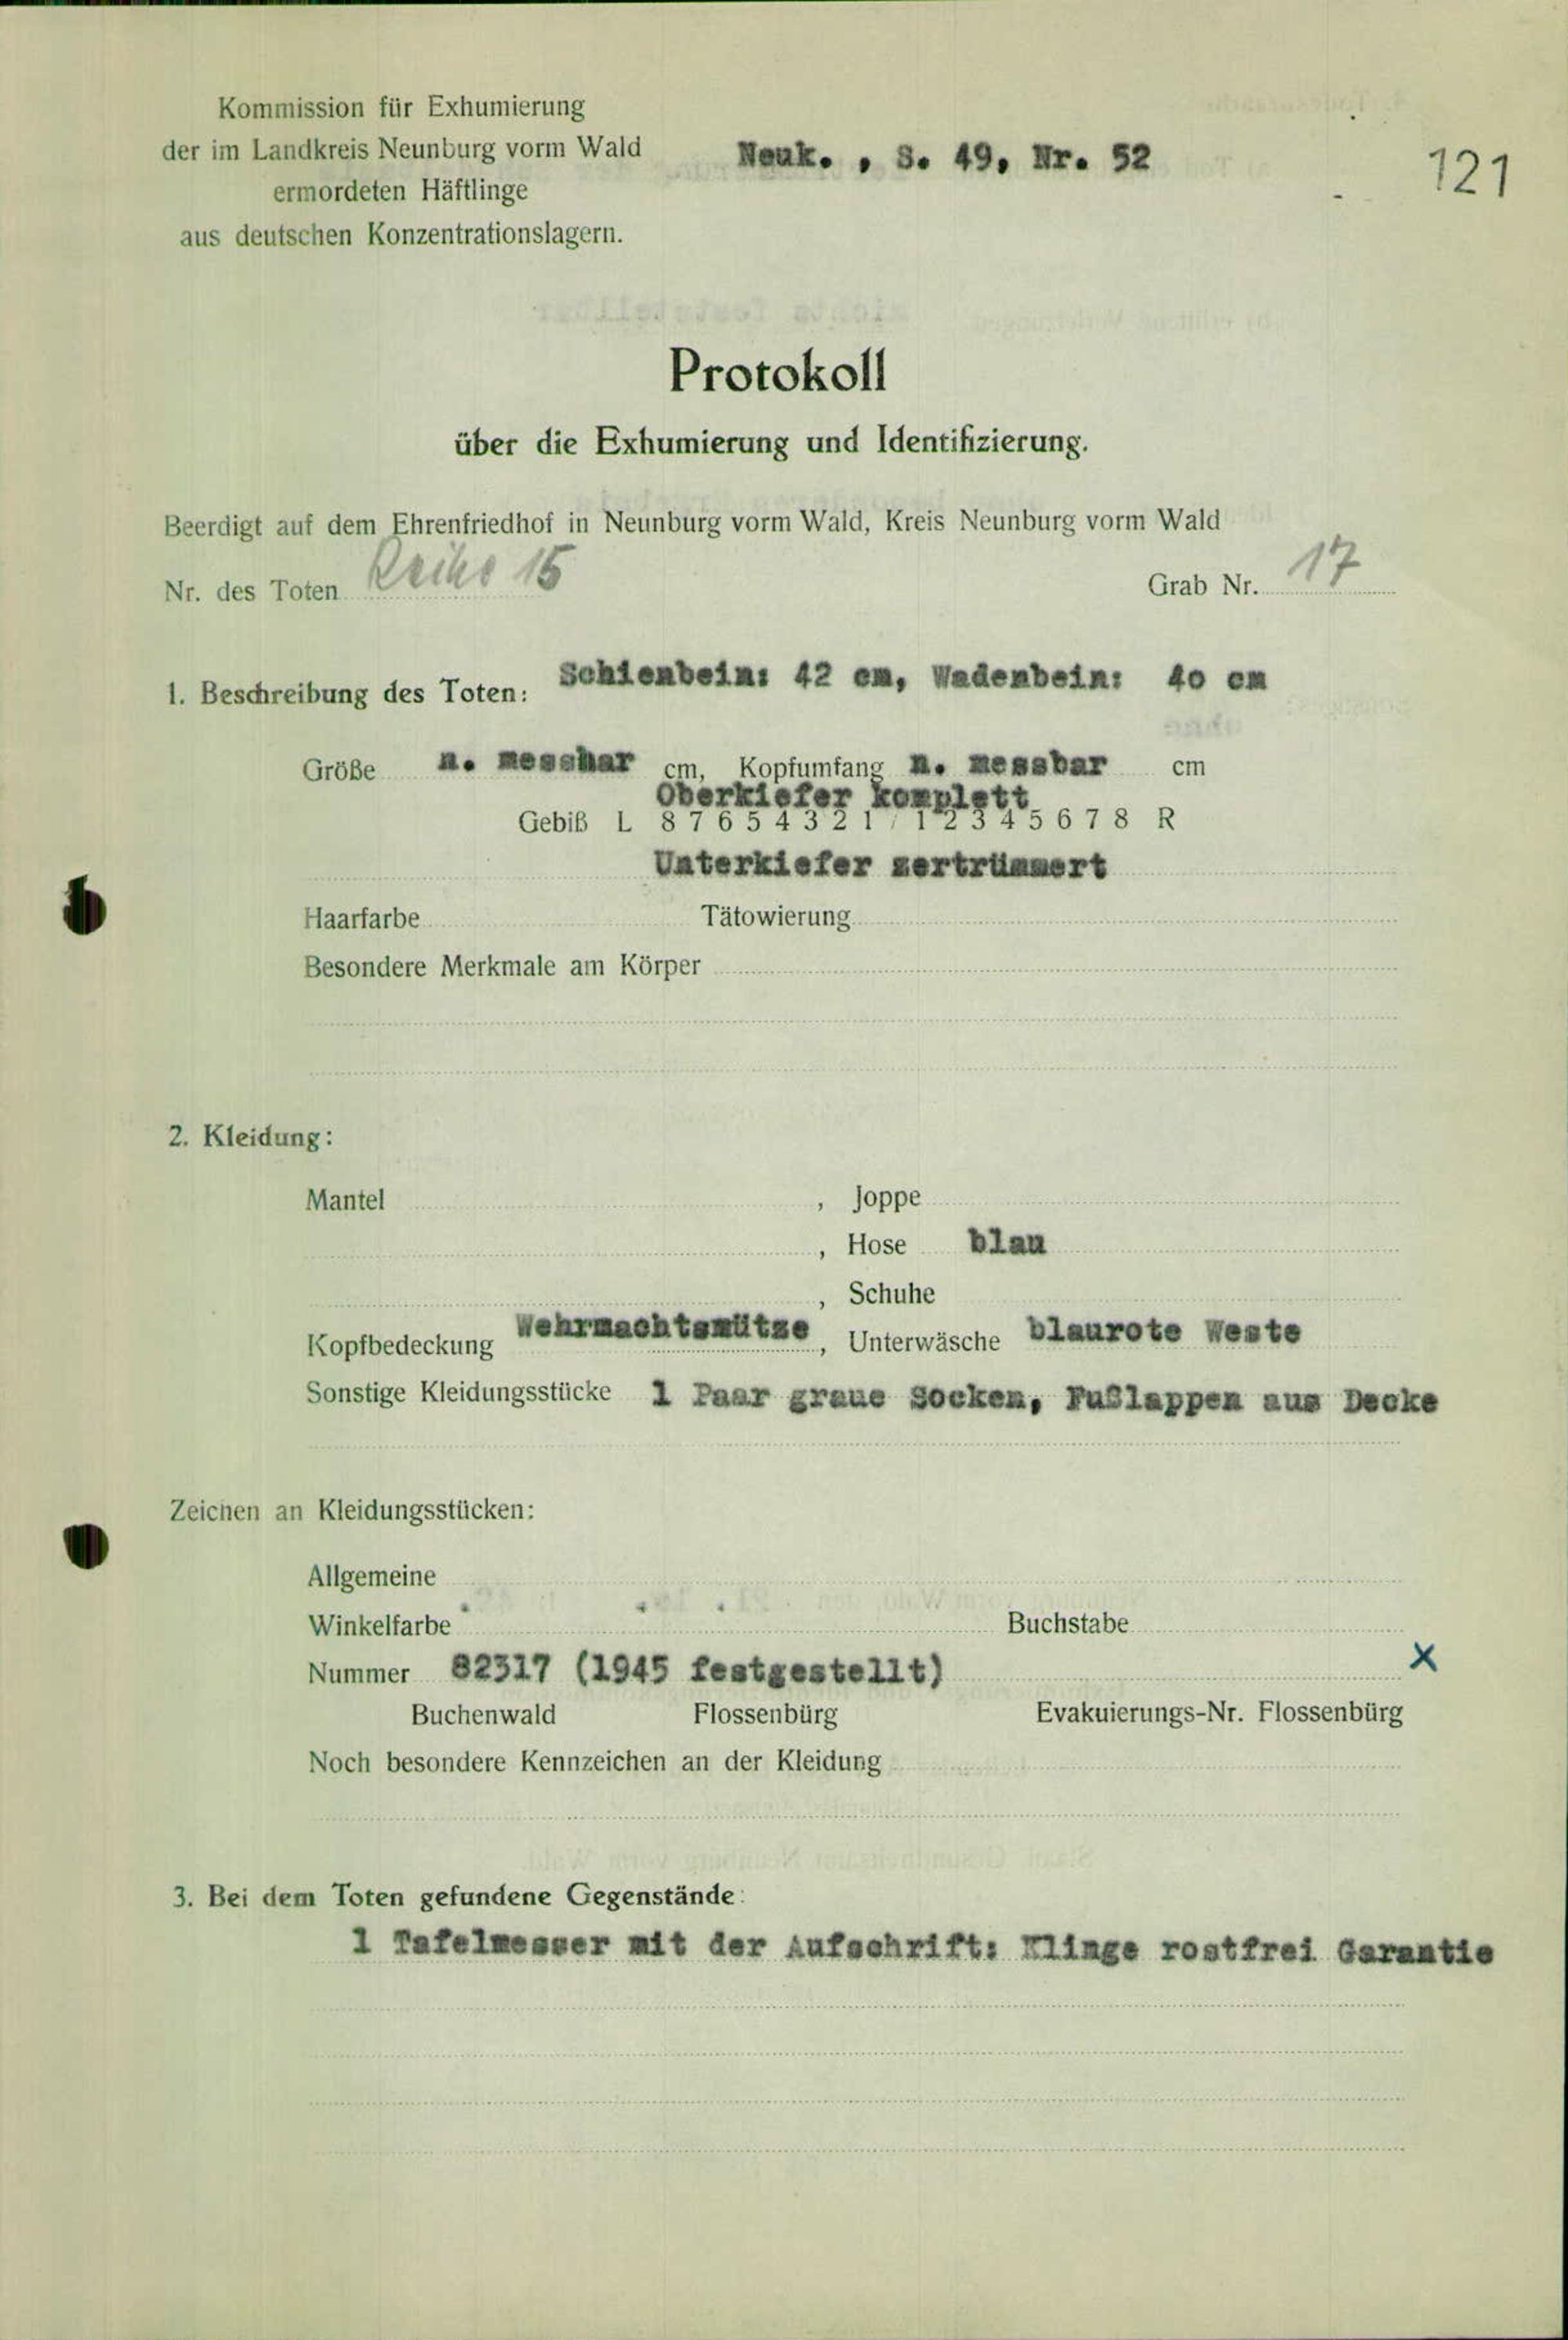 Kommission für Exhumierung
der im Landkreis Neunburg vorm Wald
ermordeten Häftlinge
aus deutschen Konzentrationslagern.
Neuk. , S. 49, Nr. 52
121
Protokoll
über die Exhumierung und Identifizierung.
Beerdigt auf dem Ehrenfriedhof in Neunburg vorm Wald, Kreis Neunburg vorm Wald
Nr. des Toten Reihe 15 Grab Nr. 17
1. Beschreibung des Toten: Schienbein: 42 cm, Wadenbein: 40 cm
Größe n. messbar cm, Kopfumfang n. messbar cm
Oberkiefer komplett
Gebiß L 8 7 6 5 4 3 2 1 / 1 2 3 4 5 6 7 8 R
Unterkiefer zertrümmert
Haarfarbe Tätowierung
Besondere Merkmale am Körper
2. Kleidung:
Mantel , Joppe
, Hose blau
, Schuhe
Kopfbedeckung Wehrmachtsmütze , Unterwäsche blaurote Weste
Sonstige Kleidungsstücke 1 Paar graue Socken, Fußlappen aus Decke
Zeichen an Kleidungsstücken:
Allgemeine
Winkelfarbe Buchstabe
Nummer 82317 (1945 festgestellt) x
Buchenwald Flossenbürg Evakuierungs-Nr. Flossenbürg
Noch besondere Kennzeichen an der Kleidung
3. Bei dem Toten gefundene Gegenstände:
1 Tafelmesser mit der Aufschrift: Klinge rostfrei Garantie